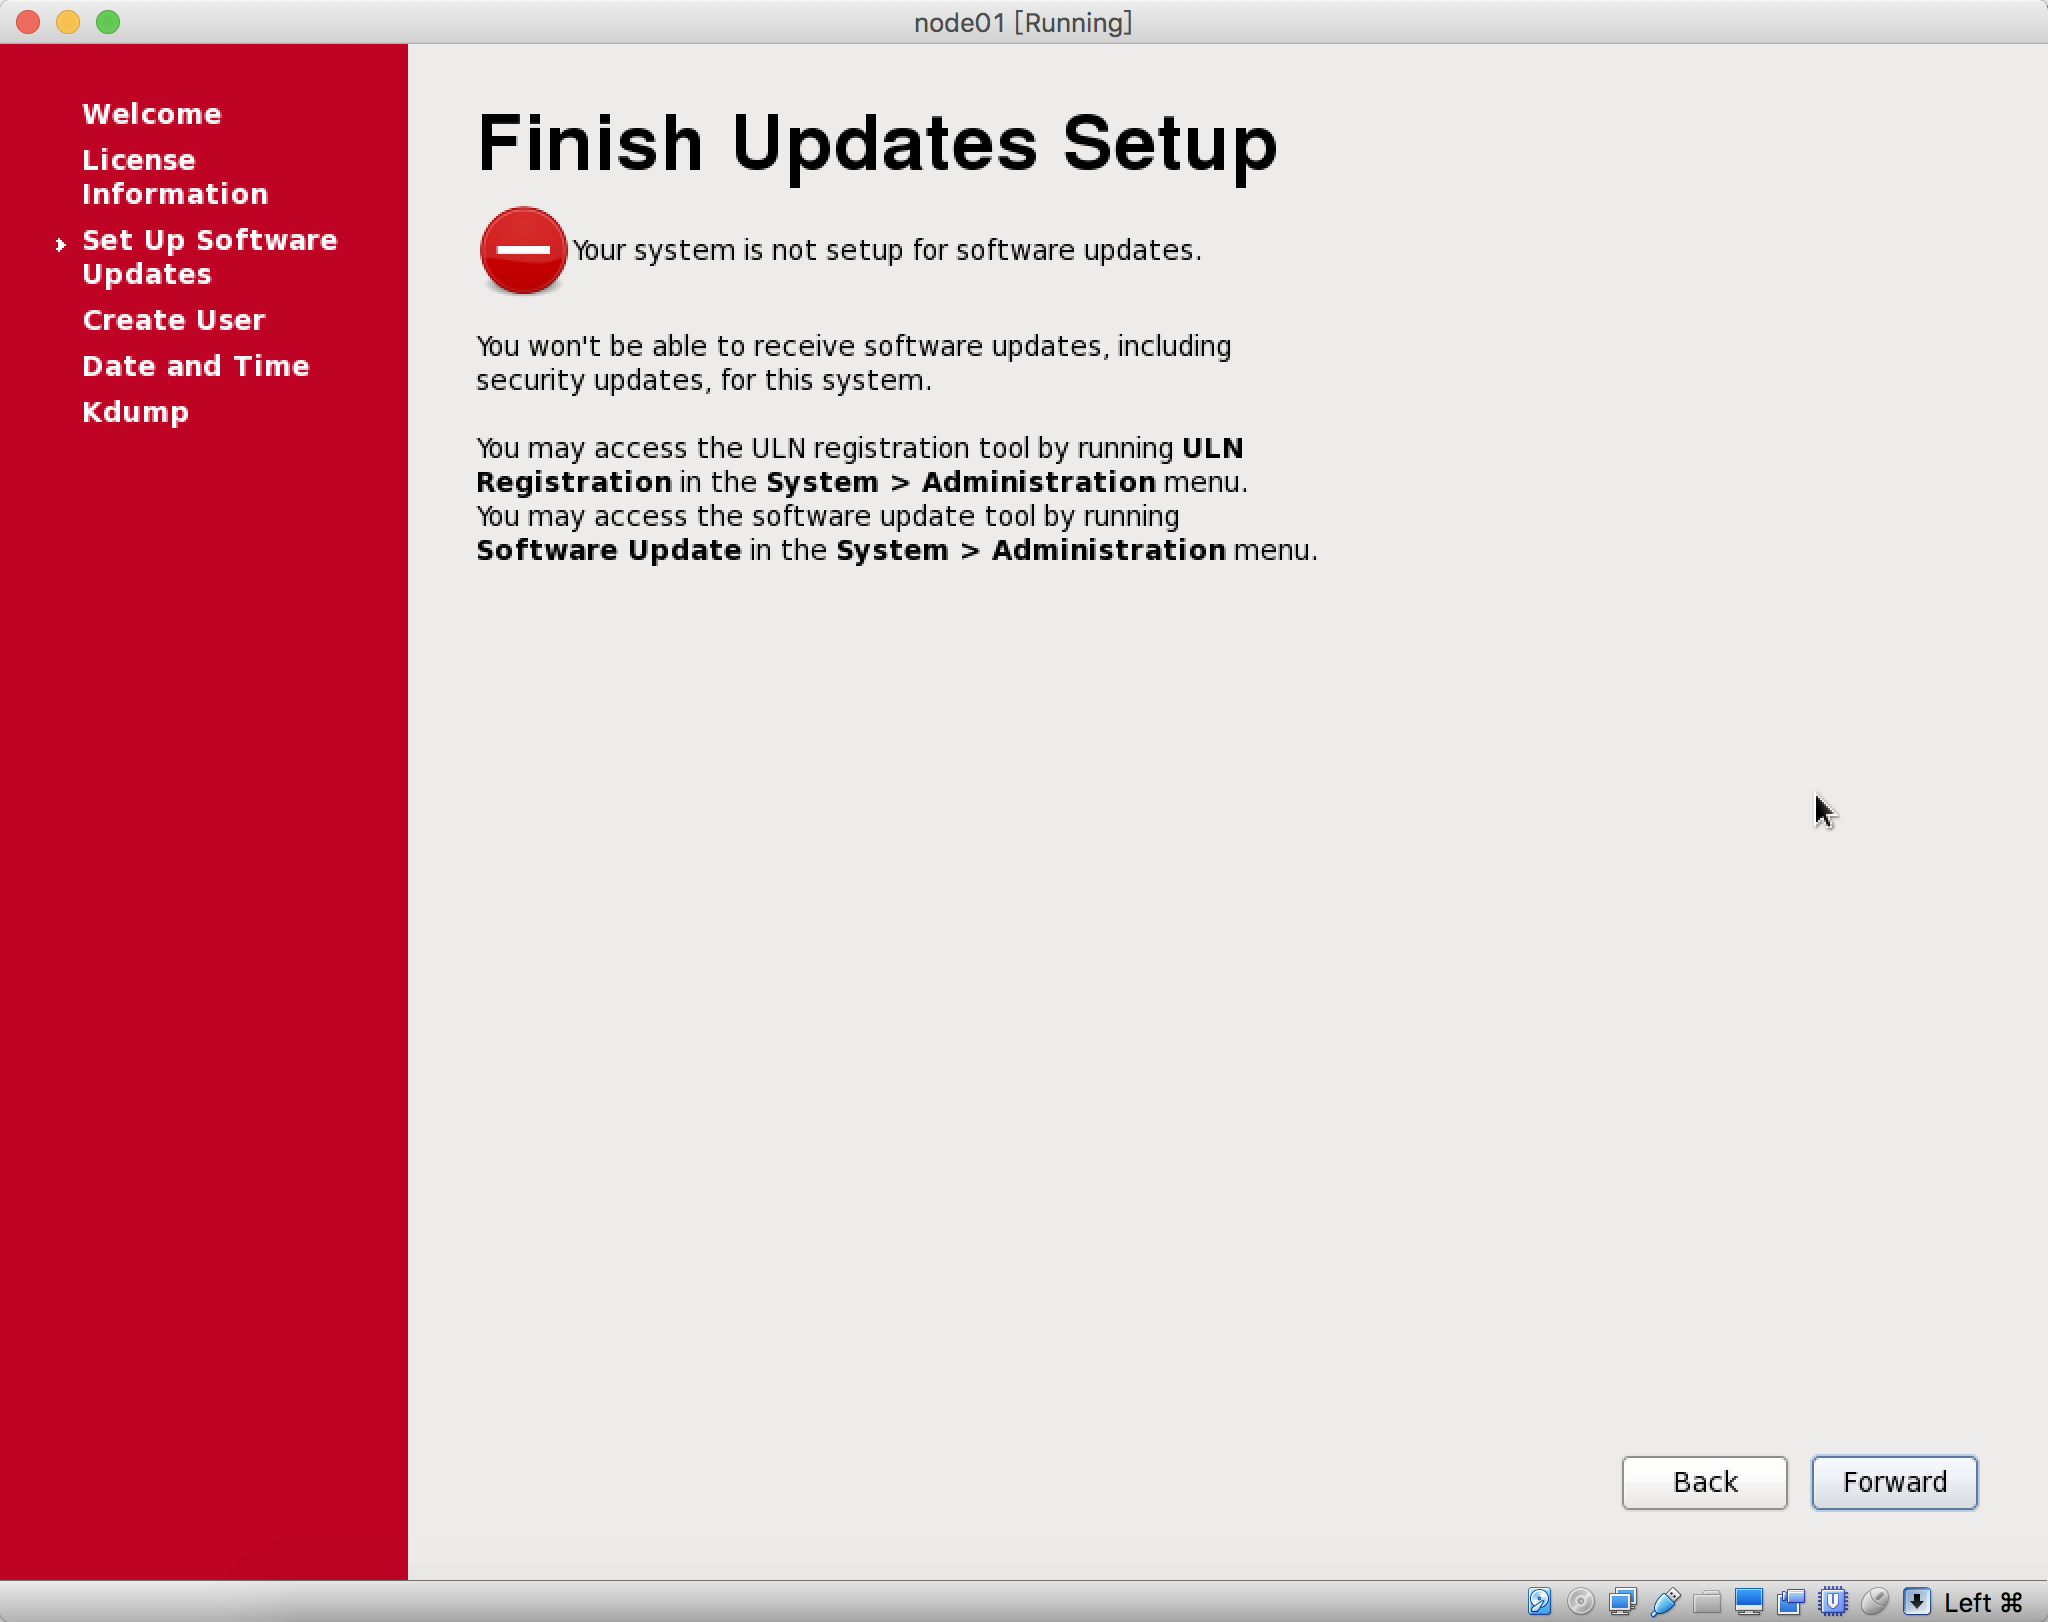 node01 [Running]
Welcome
License
Information
Set Up Software
Updates
Create User
Date and Time
Kdump
Finish Updates Setup
Your system is not setup for software updates.
You won't be able to receive software updates, including
security updates, for this system.
You may access the ULN registration tool by running ULN
Registration in the System > Administration menu.
You may access the software update tool by running
Software Update in the System > Administration menu.
Back
Forward
Left ⌘